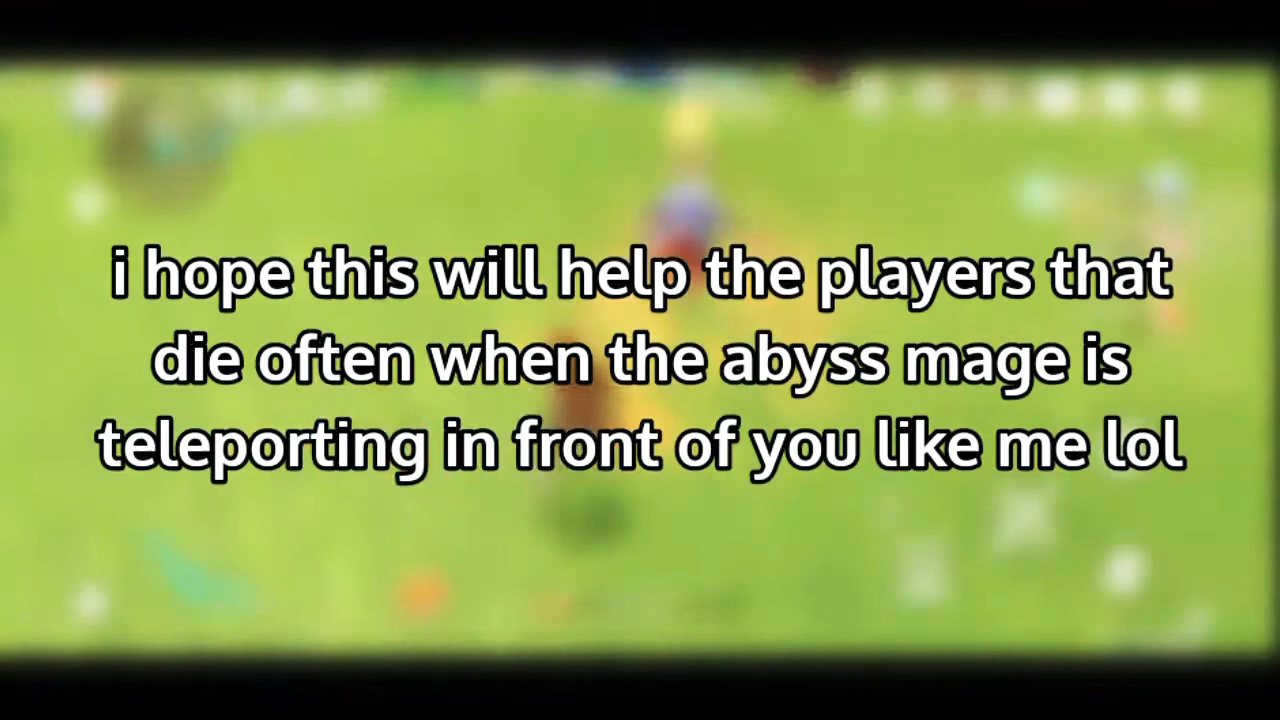 i hope this will help the players that
die often when the abyss mage is
teleporting in front of you like me lol